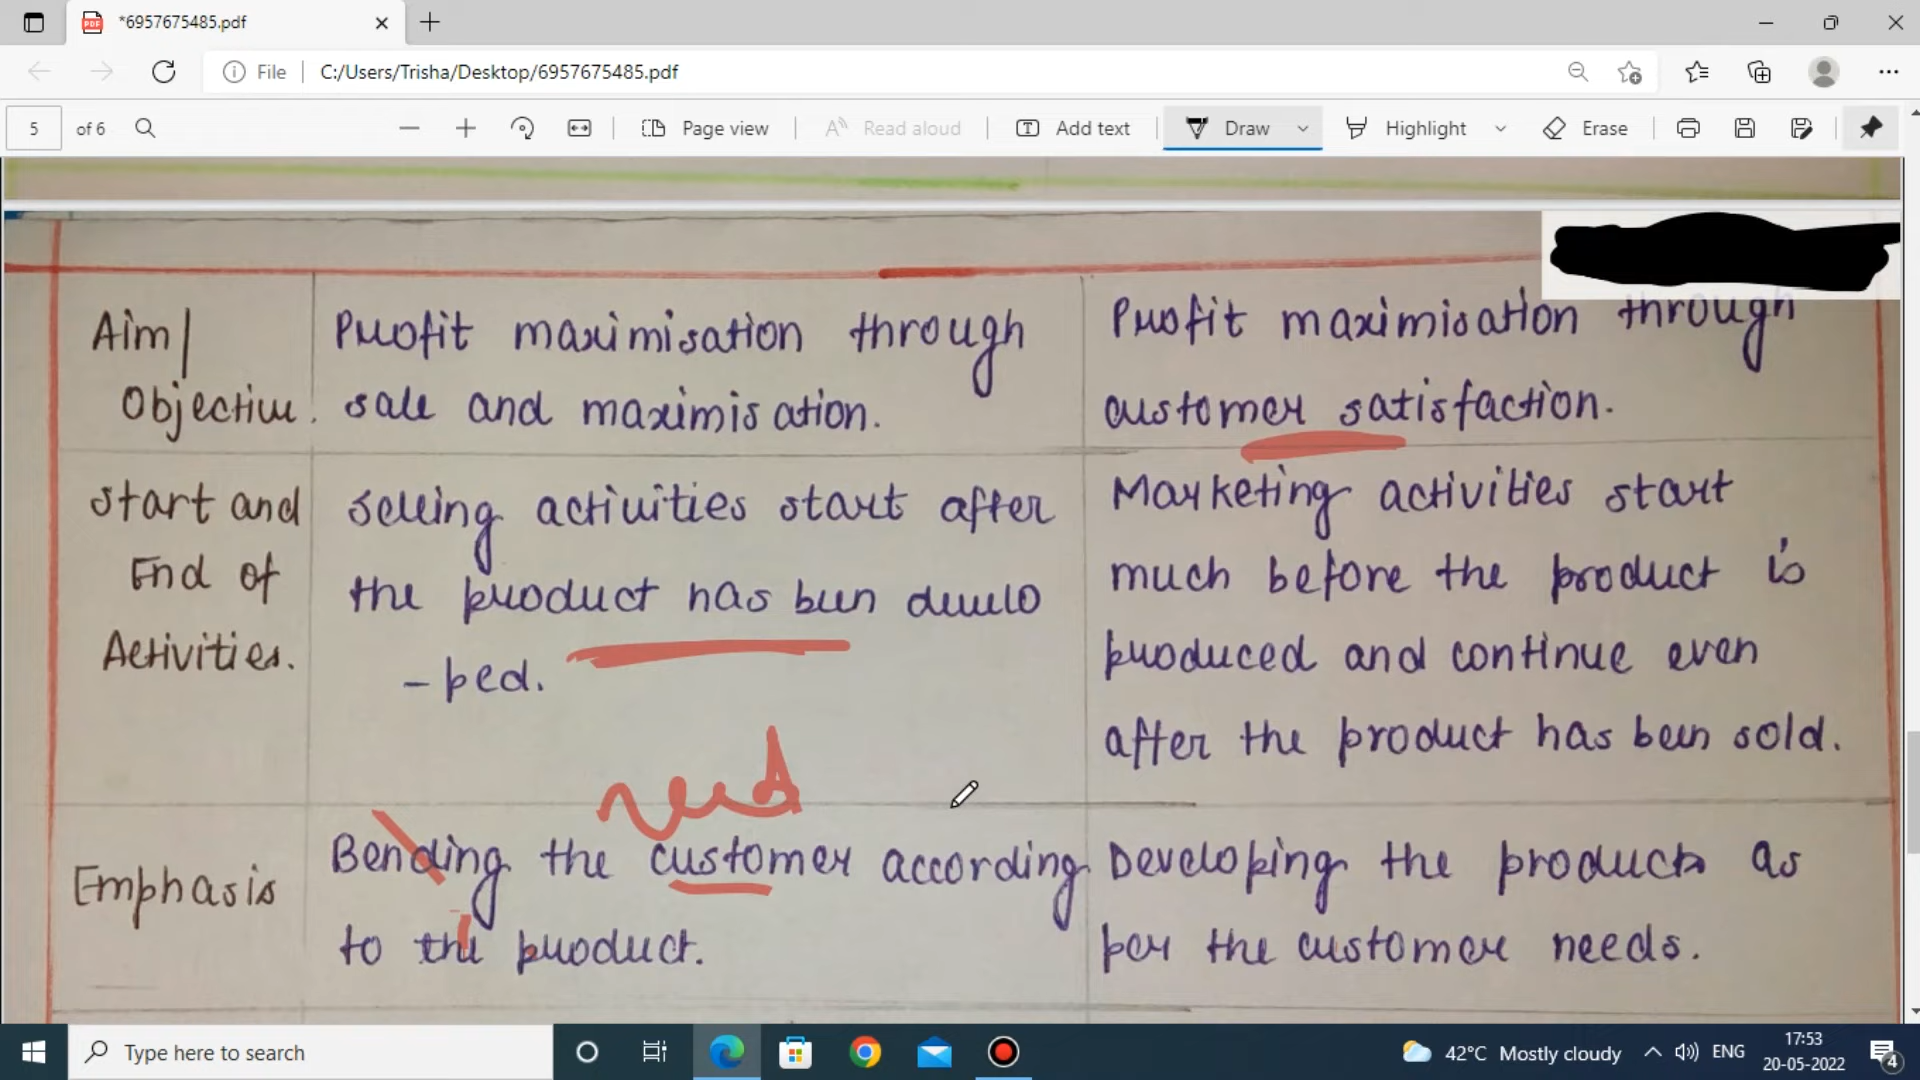 *6957675485.pdf
File
C:/Users/Trisha/Desktop/6957675485.pdf
5 of 6
Page view
Read aloud
Add text
Draw
Highlight
Erase
Aim/
Objective.
Profit maximisation through
sale and maximisation.
Profit maximisation through
customer satisfaction.
Start and
End of
Activities.
Selling activities start after
the product has been develo
-ped.
Marketing activities start
much before the product is
produced and continue even
after the product has been sold.
need
Emphasis
Bending the customer according
to the product.
Developing the products as
per the customer needs.
Type here to search
42°C Mostly cloudy
ENG
17:53
20-05-2022
4